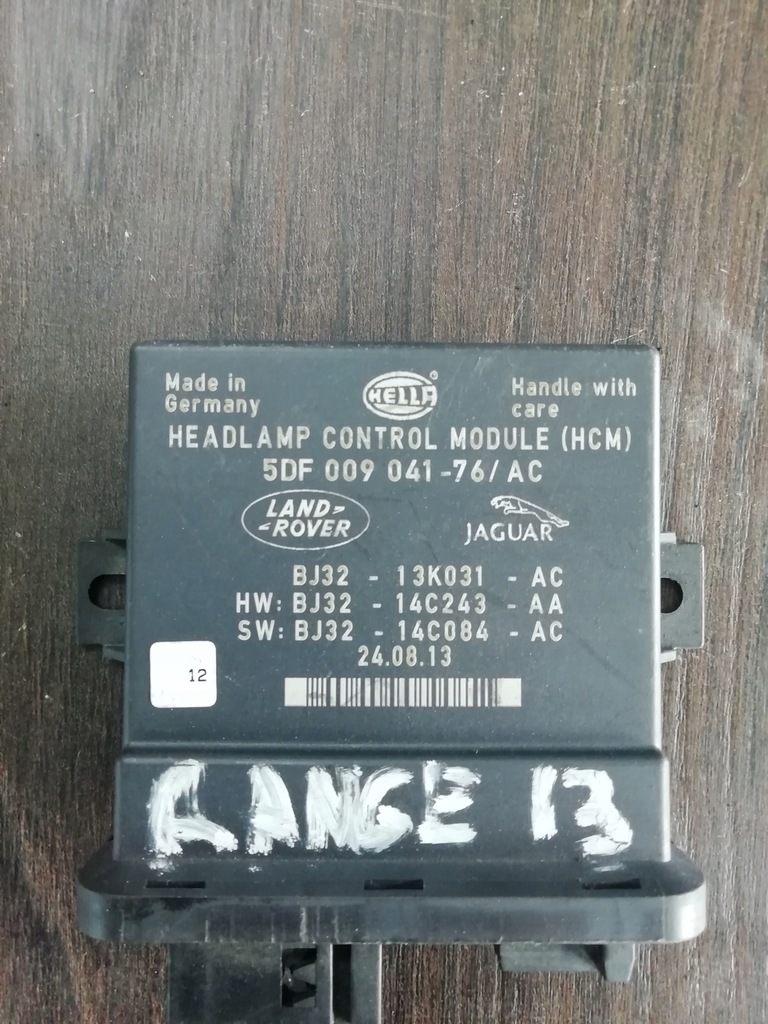 Made in Germany
HELLA®
Handle with care
HEADLAMP CONTROL MODULE (HCM)
5DF 009 041-76/AC
LAND-ROVER
JAGUAR
BJ32 - 13K031 - AC
HW: BJ32 - 14C243 - AA
SW: BJ32 - 14C084 - AC
24.08.13
12
RANGE 13